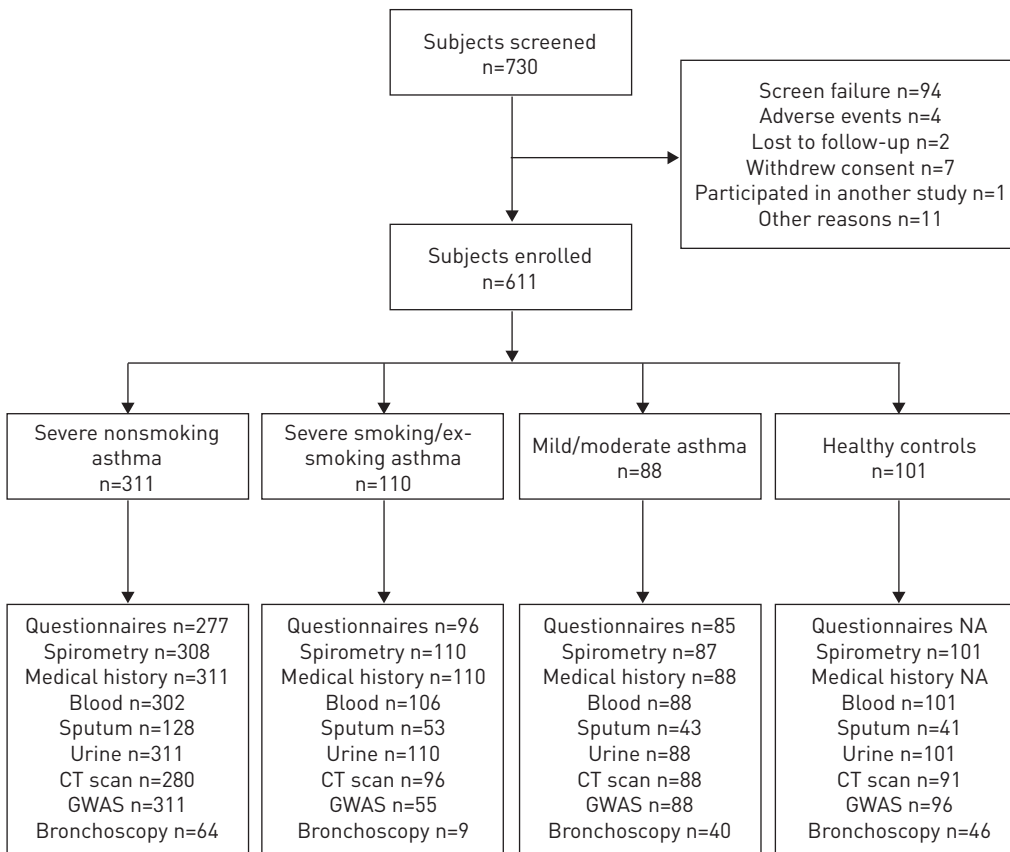 Subjects screened
n=730
Screen failure n=94
Adverse events n=4
Lost to follow-up n=2
Withdrew consent n=7
Participated in another study n=1
Other reasons n=11
Subjects enrolled
n=611
Severe nonsmoking
asthma
n=311
Severe smoking/ex-
smoking asthma
n=110
Mild/moderate asthma
n=88
Healthy controls
n=101
Questionnaires n=277
Spirometry n=308
Medical history n=311
Blood n=302
Sputum n=128
Urine n=311
CT scan n=280
GWAS n=311
Bronchoscopy n=64
Questionnaires n=96
Spirometry n=110
Medical history n=110
Blood n=106
Sputum n=53
Urine n=110
CT scan n=96
GWAS n=55
Bronchoscopy n=9
Questionnaires n=85
Spirometry n=87
Medical history n=88
Blood n=88
Sputum n=43
Urine n=88
CT scan n=88
GWAS n=88
Bronchoscopy n=40
Questionnaires NA
Spirometry n=101
Medical history NA
Blood n=101
Sputum n=41
Urine n=101
CT scan n=91
GWAS n=96
Bronchoscopy n=46